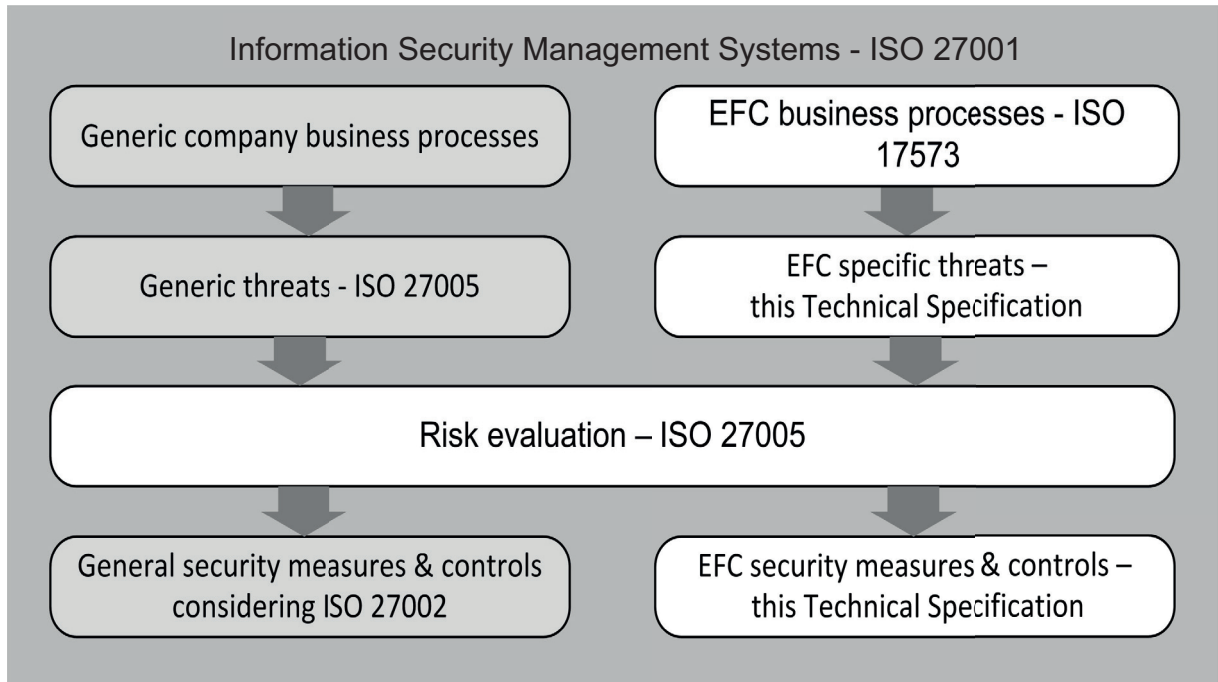 Information Security Management Systems - ISO 27001
Generic company business processes
EFC business processes - ISO
17573
Generic threats - ISO 27005
EFC specific threats –
this Technical Specification
Risk evaluation – ISO 27005
General security measures & controls
considering ISO 27002
EFC security measures & controls –
this Technical Specification